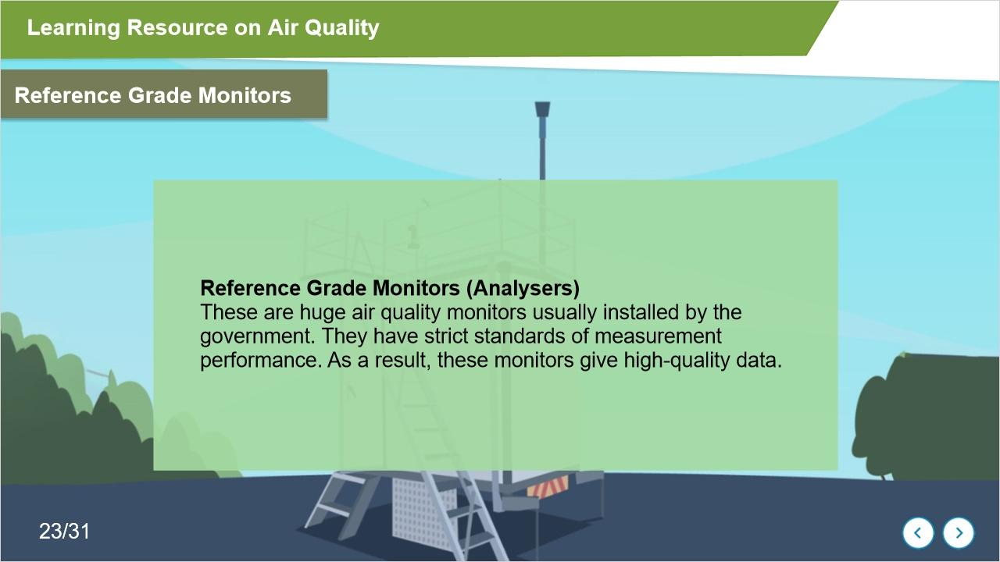 Learning Resource on Air Quality
Reference Grade Monitors
Reference Grade Monitors (Analysers)
These are huge air quality monitors usually installed by the
government. They have strict standards of measurement
performance. As a result, these monitors give high-quality data.
23/31